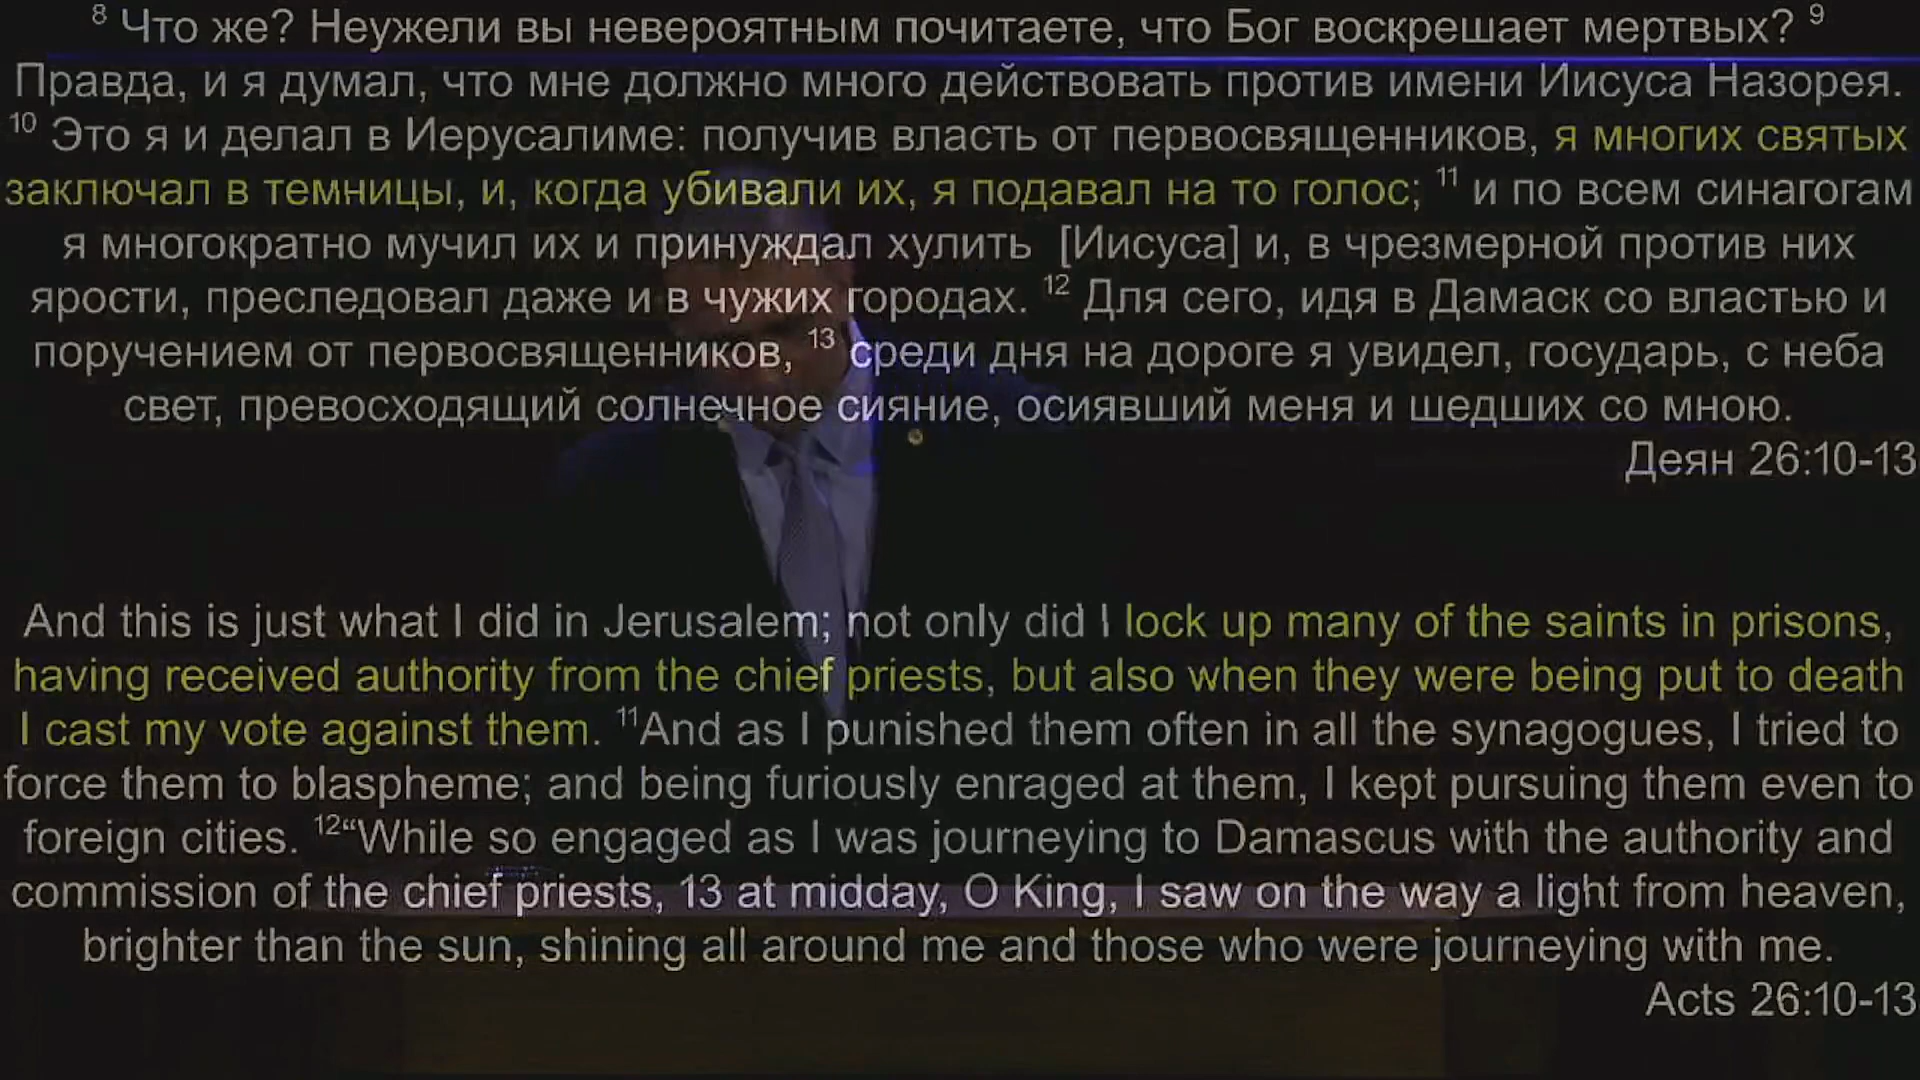 8 Что же? Неужели вы невероятным почитаете, что Бог воскрешает мертвых? 9
Правда, и я думал, что мне должно много действовать против имени Иисуса Назорея.
10 Это я и делал в Иерусалиме: получив власть от первосвященников, я многих святых
заключал в темницы, и, когда убивали их, я подавал на то голос; 11 и по всем синагогам
я многократно мучил их и принуждал хулить [Иисуса] и, в чрезмерной против них
ярости, преследовал даже и в чужих городах. 12 Для сего, идя в Дамаск со властью и
поручением от первосвященников, 13 среди дня на дороге я увидел, государь, с неба
свет, превосходящий солнечное сияние, осиявший меня и шедших со мною.
Деян 26:10-13
And this is just what I did in Jerusalem; not only did I lock up many of the saints in prisons,
having received authority from the chief priests, but also when they were being put to death
I cast my vote against them. 11And as I punished them often in all the synagogues, I tried to
force them to blaspheme; and being furiously enraged at them, I kept pursuing them even to
foreign cities. 12“While so engaged as I was journeying to Damascus with the authority and
commission of the chief priests, 13 at midday, O King, I saw on the way a light from heaven,
brighter than the sun, shining all around me and those who were journeying with me.
Acts 26:10-13